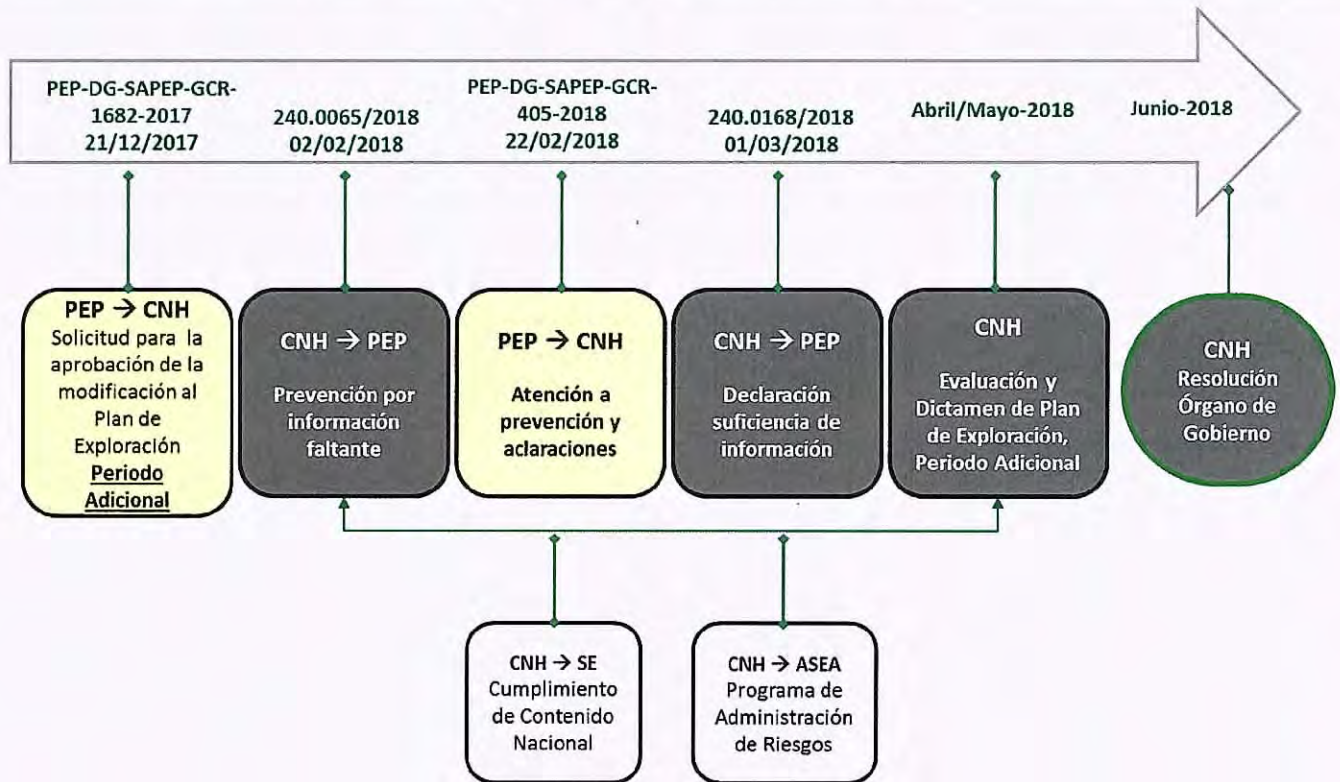 PEP-DG-SAPEP-GCR-
1682-2017
21/12/2017
240.0065/2018
02/02/2018
PEP-DG-SAPEP-GCR-
405-2018
22/02/2018
240.0168/2018
01/03/2018
Abril/Mayo-2018
Junio-2018
PEP → CNH
Solicitud para la
aprobación de la
modificación al
Plan de
Exploración
Periodo
Adicional
CNH → PEP
Prevención por
información
faltante
PEP → CNH
Atención a
prevención y
aclaraciones
CNH → PEP
Declaración
suficiencia de
información
CNH
Evaluación y
Dictamen de Plan
de Exploración,
Periodo Adicional
CNH
Resolución
Órgano de
Gobierno
CNH → SE
Cumplimiento
de Contenido
Nacional
CNH → ASEA
Programa de
Administración
de Riesgos